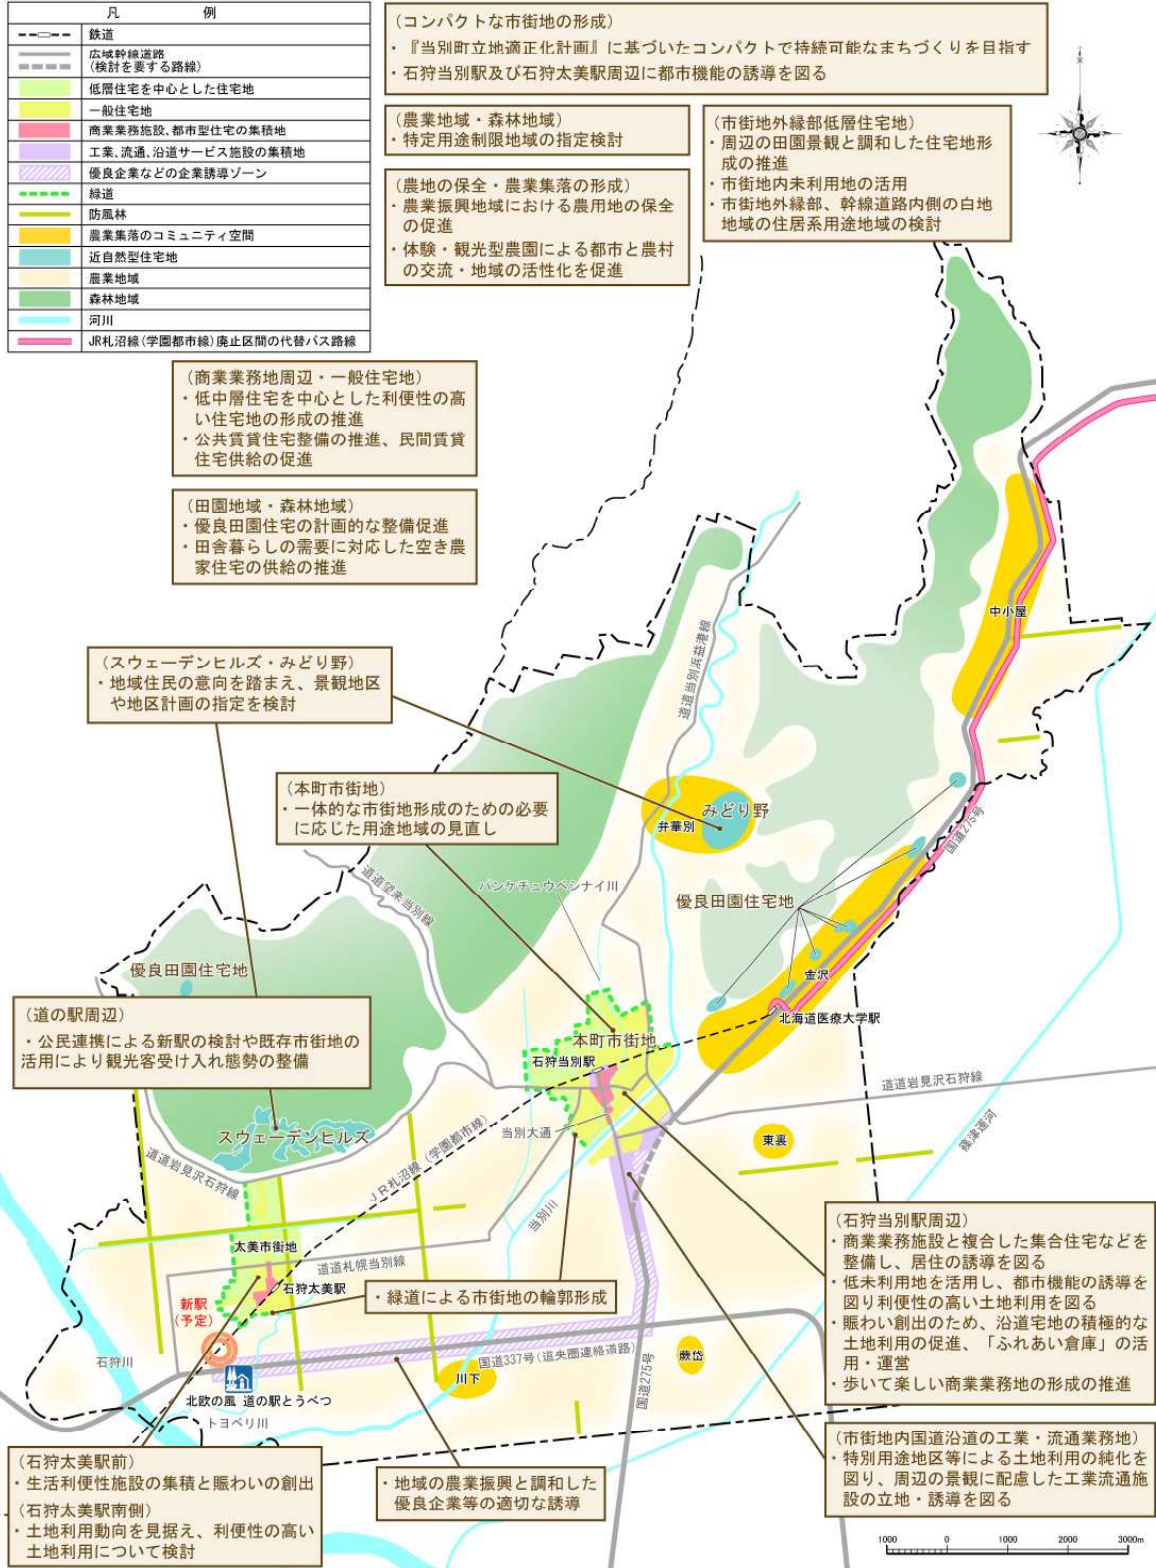 凡　例
鉄道
広域幹線道路
(検討を要する路線)
低層住宅を中心とした住宅地
一般住宅地
商業業務施設、都市型住宅の集積地
工業、流通、沿道サービス施設の集積地
優良企業などの企業誘導ゾーン
緑道
防風林
農業集落のコミュニティ空間
近自然型住宅地
農業地域
森林地域
河川
JR札沼線(学園都市線)廃止区間の代替バス路線
(コンパクトな市街地の形成)
・『当別町立地適正化計画』に基づいたコンパクトで持続可能なまちづくりを目指す
・石狩当別駅及び石狩太美駅周辺に都市機能の誘導を図る
(農業地域・森林地域)
・特定用途制限地域の指定検討
(市街地外縁部低層住宅地)
・周辺の田園景観と調和した住宅地形
成の推進
・市街地内未利用地の活用
・市街地外縁部、幹線道路内側の白地
地域の住居系用途地域の検討
(農地の保全・農業集落の形成)
・農業振興地域における農用地の保全
の促進
・体験・観光型農園による都市と農村
の交流・地域の活性化を促進
(商業業務地周辺・一般住宅地)
・低中層住宅を中心とした利便性の高
い住宅地の形成の推進
・公共賃貸住宅整備の推進、民間賃貸
住宅供給の促進
(田園地域・森林地域)
・優良田園住宅の計画的な整備促進
・田舎暮らしの需要に対応した空き農
家住宅の供給の推進
中小屋
(スウェーデンヒルズ・みどり野)
・地域住民の意向を踏まえ、景観地区
や地区計画の指定を検討
道道当別浜益港線
(本町市街地)
・一体的な市街地形成のための必要
に応じた用途地域の見直し
みどり野
弁華別
国道275号
道道望来当別線
パンケチュウベシナイ川
優良田園住宅地
優良田園住宅地
金沢
北海道医療大学駅
(道の駅周辺)
・公民連携による新駅の検討や既存市街地の
活用により観光客受け入れ態勢の整備
本町市街地
石狩当別駅
道道岩見沢石狩線
スウェーデンヒルズ
当別大通
東裏
篠津運河
道道岩見沢石狩線
JR札沼線(学園都市線)
当別川
太美市街地
道道札幌当別線
石狩太美駅
・緑道による市街地の輪郭形成
新駅
(予定)
(石狩当別駅周辺)
・商業業務施設と複合した集合住宅などを
整備し、居住の誘導を図る
・低未利用地を活用し、都市機能の誘導を
図り利便性の高い土地利用を図る
・賑わい創出のため、沿道宅地の積極的な
土地利用の促進、「ふれあい倉庫」の活
用・運営
・歩いて楽しい商業業務地の形成の推進
石狩川
国道337号(道央圏連絡道路)
蕨岱
川下
国道275号
北欧の風 道の駅とうべつ
トヨベリ川
(石狩太美駅前)
・生活利便性施設の集積と賑わいの創出
(石狩太美駅南側)
・土地利用動向を見据え、利便性の高い
土地利用について検討
・地域の農業振興と調和した
優良企業等の適切な誘導
(市街地内国道沿道の工業・流通業務地)
・特別用途地区等による土地利用の純化を
図り、周辺の景観に配慮した工業流通施
設の立地・誘導を図る
1000 0 1000 2000 3000m